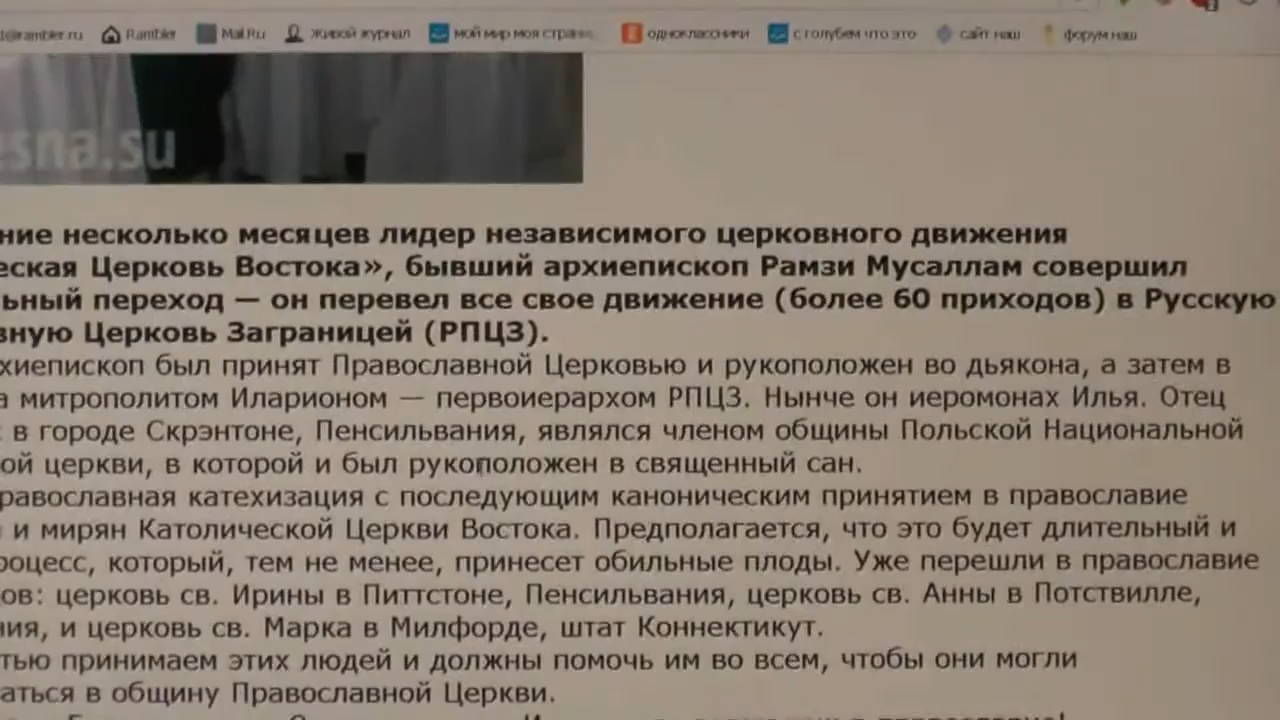 d@rambler.ru Rambler Mail.Ru живой журнал мой мир моя страни одноклассники с голубем что это сайт наш форум наш
esna.su
ние несколько месяцев лидер независимого церковного движения
еская Церковь Востока», бывший архиепископ Рамзи Мусаллам совершил
ьный переход — он перевел все свое движение (более 60 приходов) в Русскую
вную Церковь Заграницей (РПЦЗ).
хиепископ был принят Православной Церковью и рукоположен во дьякона, а затем в
а митрополитом Иларионом — первоиерархом РПЦЗ. Нынче он иеромонах Илья. Отец
в городе Скрэнтоне, Пенсильвания, являлся членом общины Польской Национальной
ой церкви, в которой и был рукоположен в священный сан.
равославная катехизация с последующим каноническим принятием в православие
и мирян Католической Церкви Востока. Предполагается, что это будет длительный и
роцесс, который, тем не менее, принесет обильные плоды. Уже перешли в православие
ов: церковь св. Ирины в Питтстоне, Пенсильвания, церковь св. Анны в Потствилле,
ния, и церковь св. Марка в Милфорде, штат Коннектикут.
тью принимаем этих людей и должны помочь им во всем, чтобы они могли
аться в общину Православной Церкви.